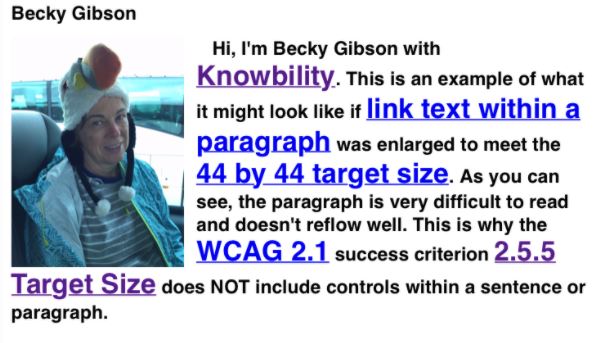 Becky Gibson
Hi, I'm Becky Gibson with
Knowbility. This is an example of what
it might look like if link text within a
paragraph was enlarged to meet the
44 by 44 target size. As you can
see, the paragraph is very difficult to read
and doesn't reflow well. This is why the
WCAG 2.1 success criterion 2.5.5
Target Size does NOT include controls within a sentence or
paragraph.